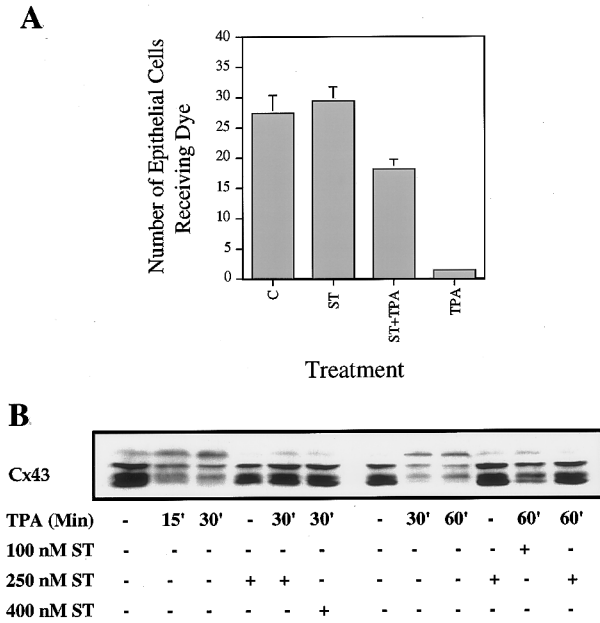 A
Number of Epithelial Cells
Receiving Dye
40
35
30
25
20
15
10
5
0
C
ST
ST+TPA
TPA
Treatment
B
Cx43
TPA (Min) - 15' 30' - 30' 30' - 30' 60' - 60' 60'
100 nM ST - - - - - - - - - - + -
250 nM ST - - - + + - - - - + - +
400 nM ST - - - - - + - - - - - -